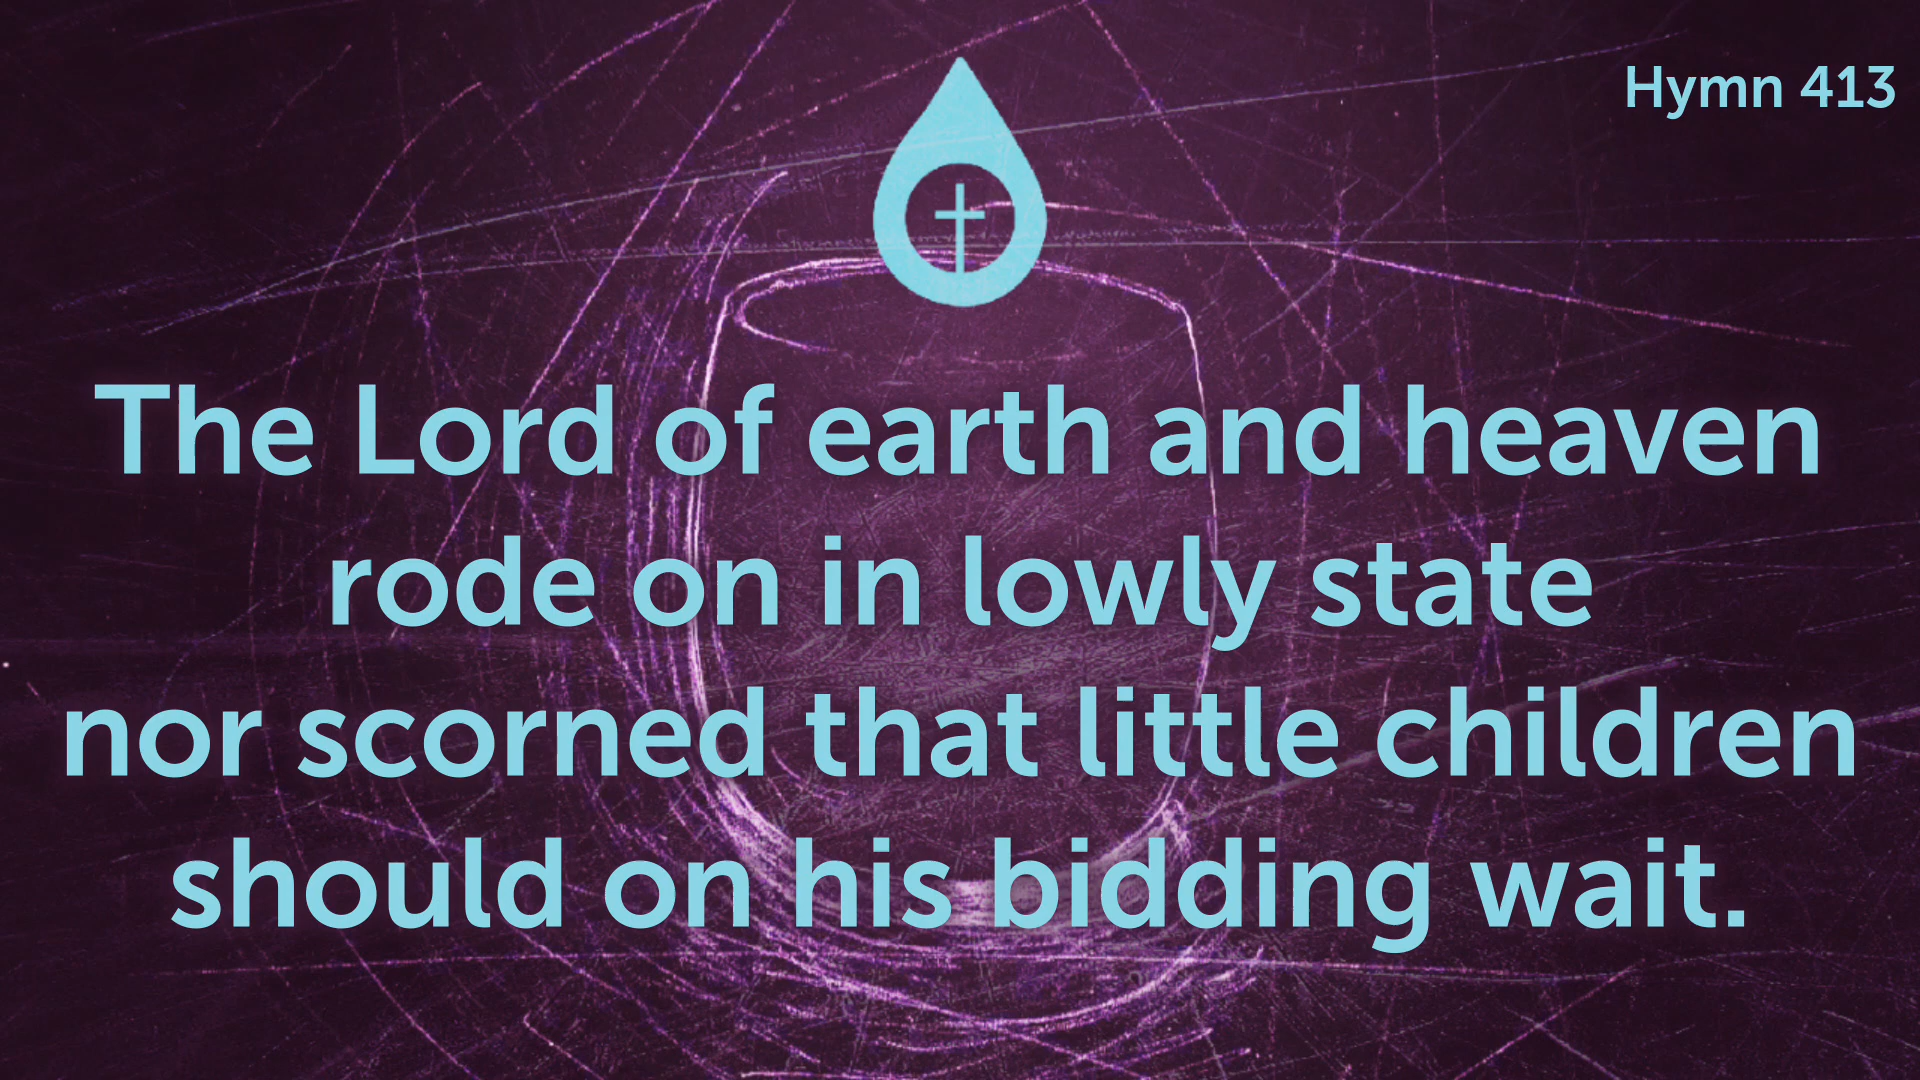 Hymn 413
The Lord of earth and heaven
rode on in lowly state
nor scorned that little children
should on his bidding wait.